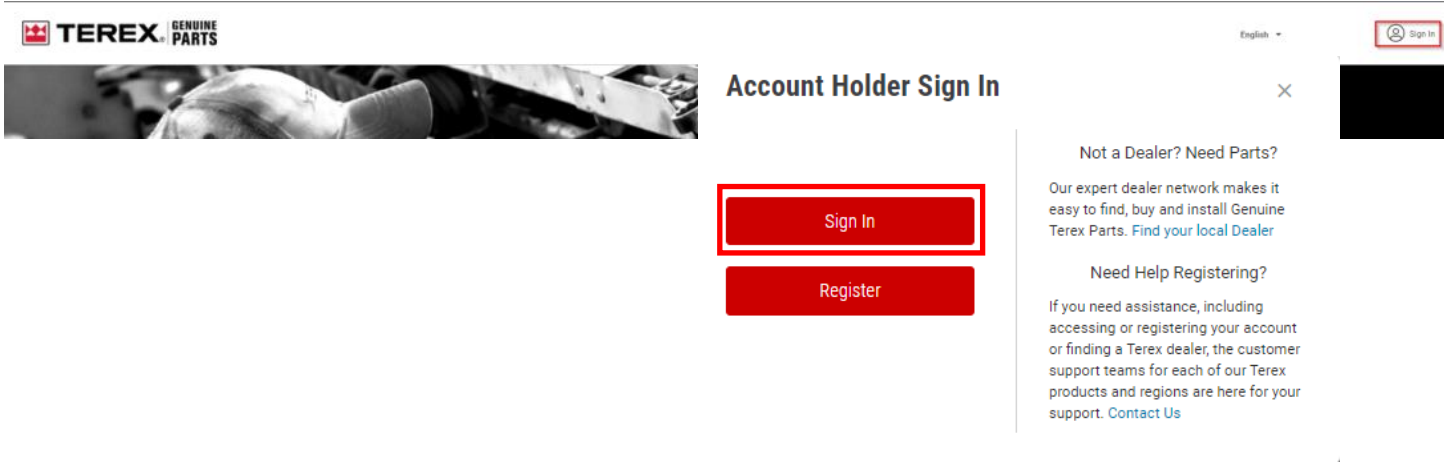 TEREX® GENUINE PARTS
English
Sign In
Account Holder Sign In
Sign In
Register
Not a Dealer? Need Parts?
Our expert dealer network makes it
easy to find, buy and install Genuine
Terex Parts. Find your local Dealer
Need Help Registering?
If you need assistance, including
accessing or registering your account
or finding a Terex dealer, the customer
support teams for each of our Terex
products and regions are here for your
support. Contact Us